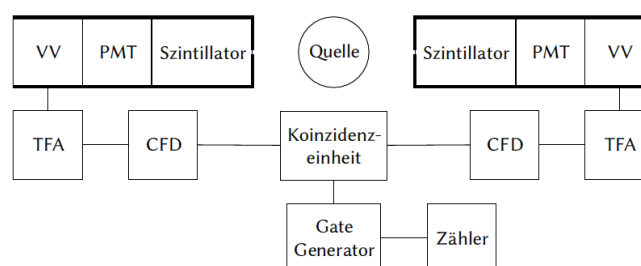 VV PMT Szintillator Quelle Szintillator PMT VV
TFA CFD Koinzidenz-
einheit CFD TFA
Gate
Generator Zähler